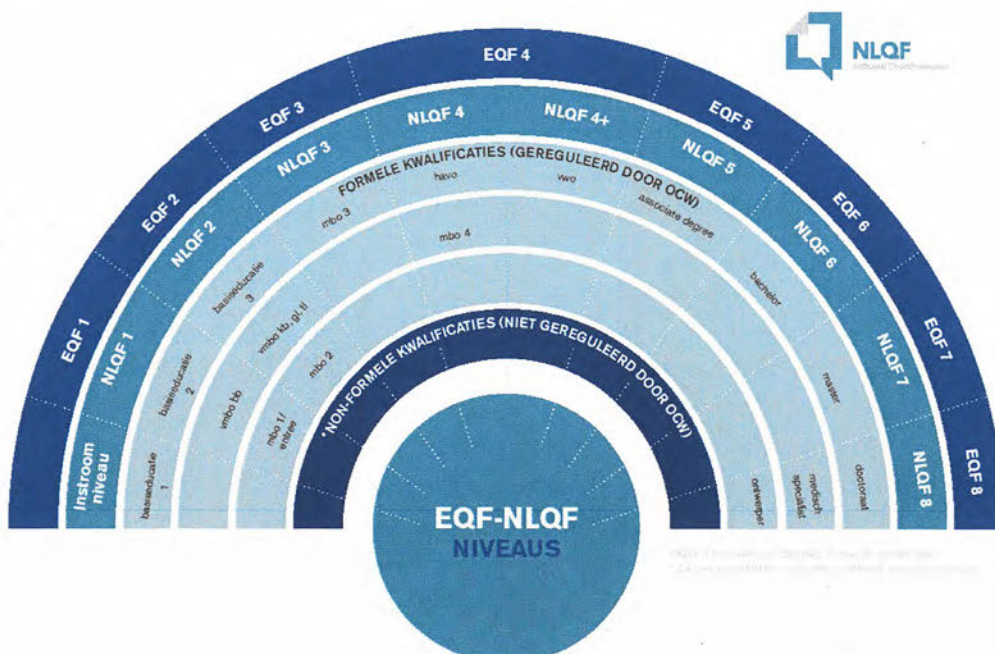 NLQF
EQF 1
EQF 2
EQF 3
EQF 4
EQF 5
EQF 6
EQF 7
EQF 8
Instroom
niveau
NLQF 1
NLQF 2
NLQF 3
NLQF 4
NLQF 4+
NLQF 5
NLQF 6
NLQF 7
NLQF 8
FORMELE KWALIFICATIES (GEREGULEERD DOOR OCW)
basiseducatie
1
basiseducatie
2
basiseducatie
3
mbo 3
havo
vwo
associate degree
bachelor
master
doctoraat
vmbo bb
vmbo kb, gl, tl
mbo 4
medisch
specialist
mbo 1/
entree
mbo 2
ontwerper
*NON-FORMELE KWALIFICATIES (NIET GEREGULEERD DOOR OCW)
EQF-NLQF
NIVEAUS